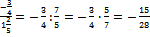 (-3/4)/(1 2/5) = -3/4 : 7/5 = -3/4 · 5/7 = -15/28